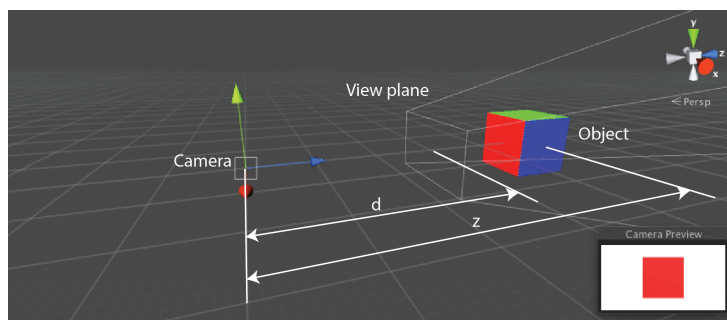 y
z
x
View plane
< Persp
Object
Camera
d
z
Camera Preview